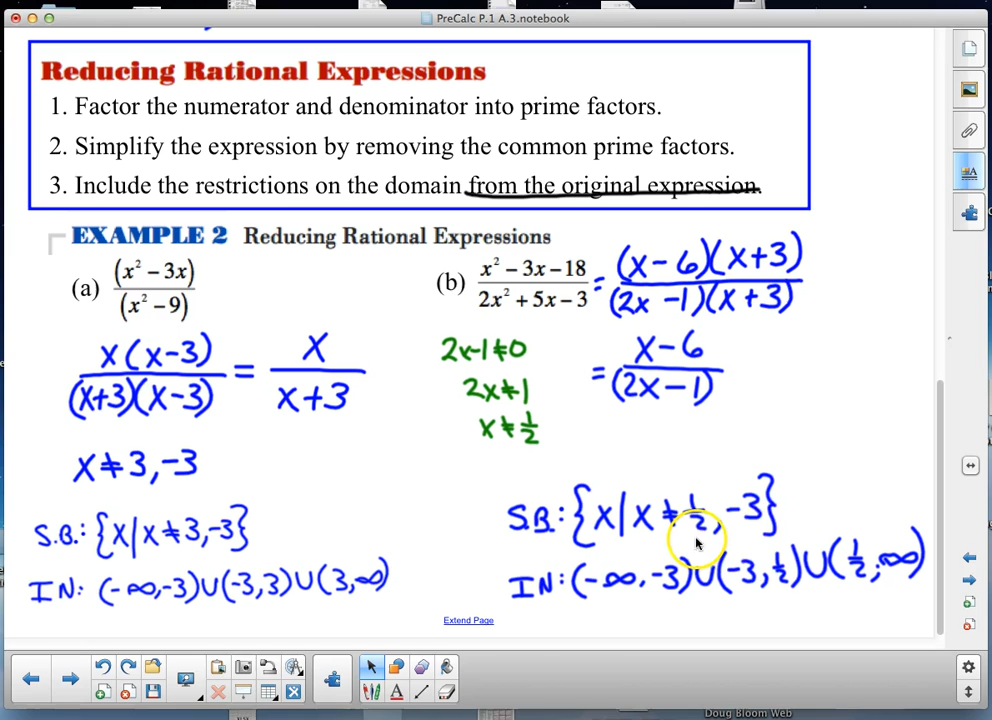 PreCalc P.1 A.3.notebook
Reducing Rational Expressions
1. Factor the numerator and denominator into prime factors.
2. Simplify the expression by removing the common prime factors.
3. Include the restrictions on the domain from the original expression.
EXAMPLE 2 Reducing Rational Expressions
(a) (x² − 3x)/(x² − 9)
x(x−3)/(x+3)(x−3) = x/x+3
x≠3,−3
S.B.: {x|x≠3,−3}
IN: (−∞,−3)∪(−3,3)∪(3,∞)
(b) x² − 3x − 18/2x² + 5x − 3 = (x−6)(x+3)/(2x−1)(x+3)
= x−6/(2x−1)
2x−1≠0
2x≠1
x≠1/2
S.B.: {x|x≠1/2,−3}
IN: (−∞,−3)∪(−3,1/2)∪(1/2,∞)
Extend Page
Doug Bloom Web